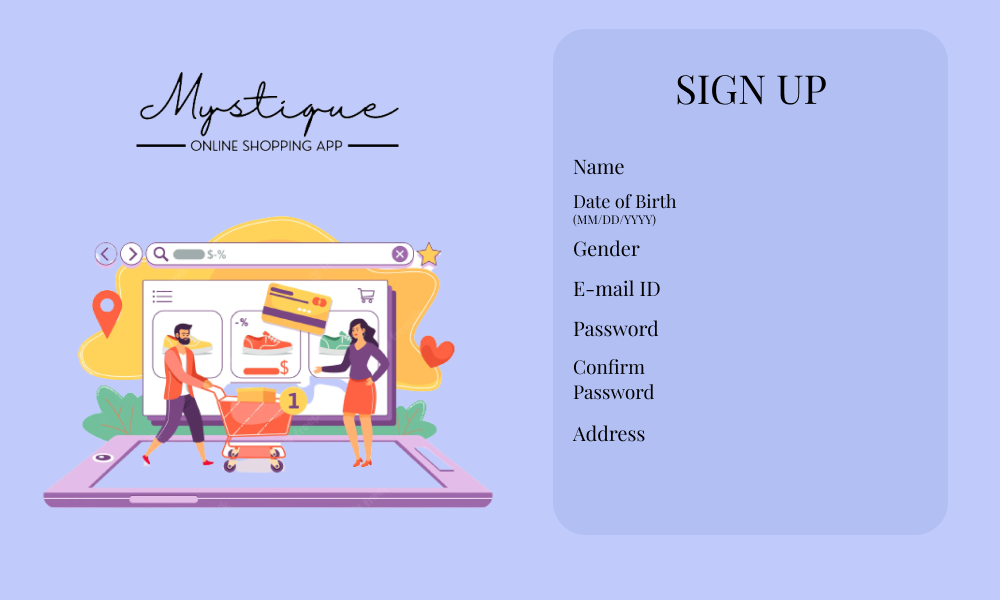 Mystique
ONLINE SHOPPING APP
$-%
-%
$
1
SIGN UP
Name
Date of Birth
(MM/DD/YYYY)
Gender
E-mail ID
Password
Confirm
Password
Address